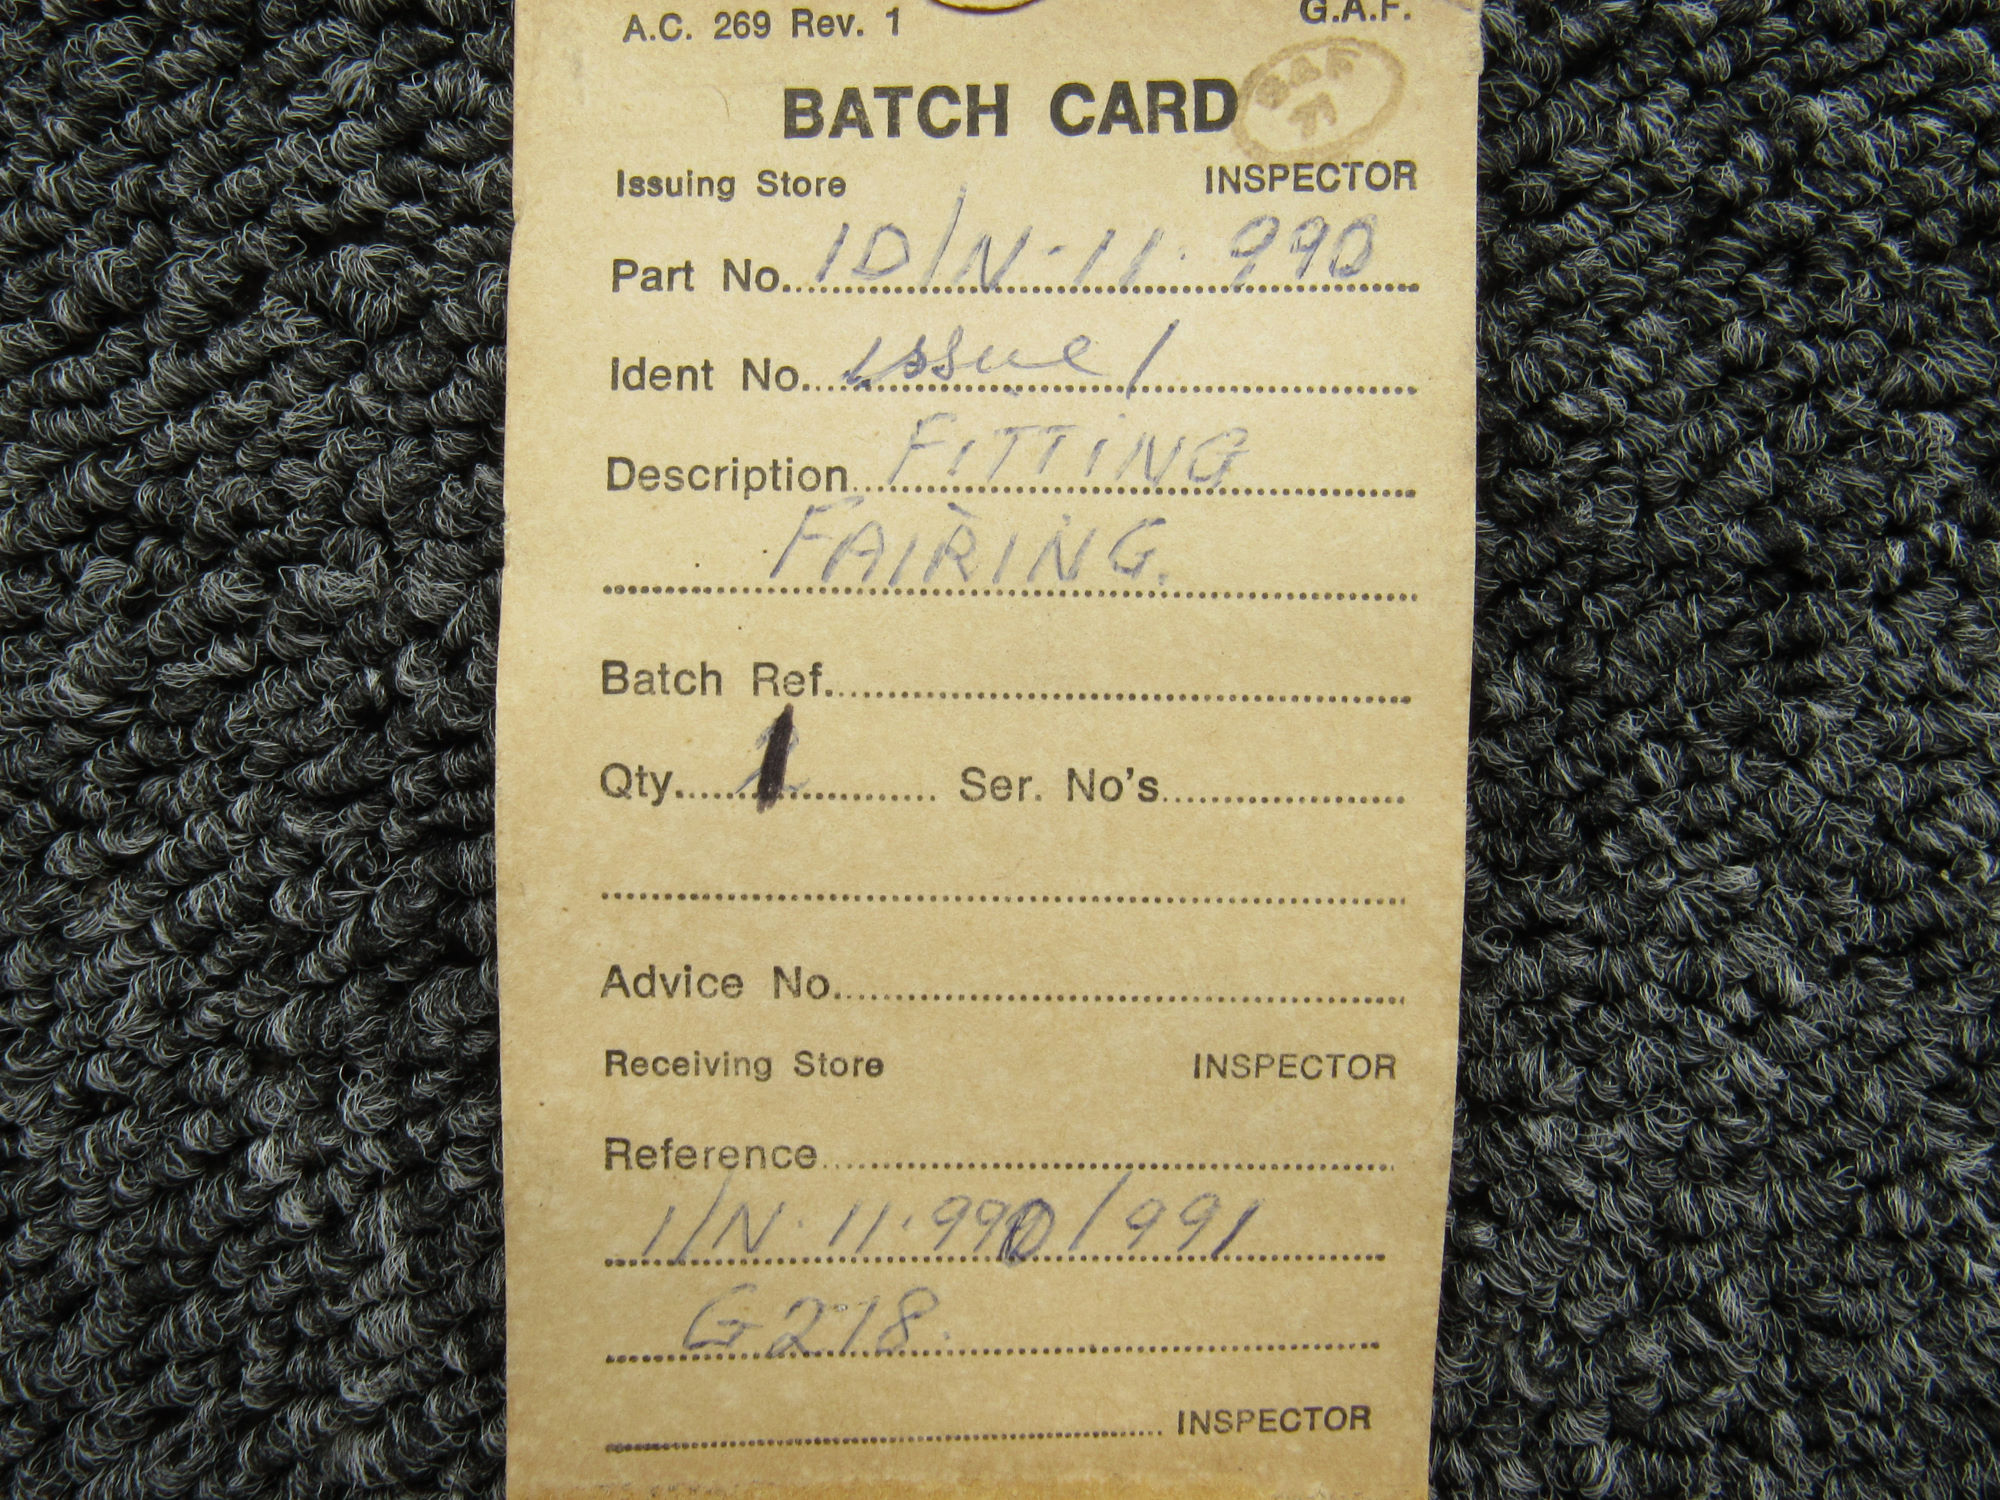 A.C. 269 Rev. 1 G.A.F.
GAF
71
BATCH CARD
Issuing Store INSPECTOR
Part No. 1D/N·11·990
Ident No. issue 1
Description FITTING
FAIRING.
Batch Ref.
Qty. 1 Ser. No's
Advice No.
Receiving Store INSPECTOR
Reference
1/N·11·990/991
G218.
INSPECTOR